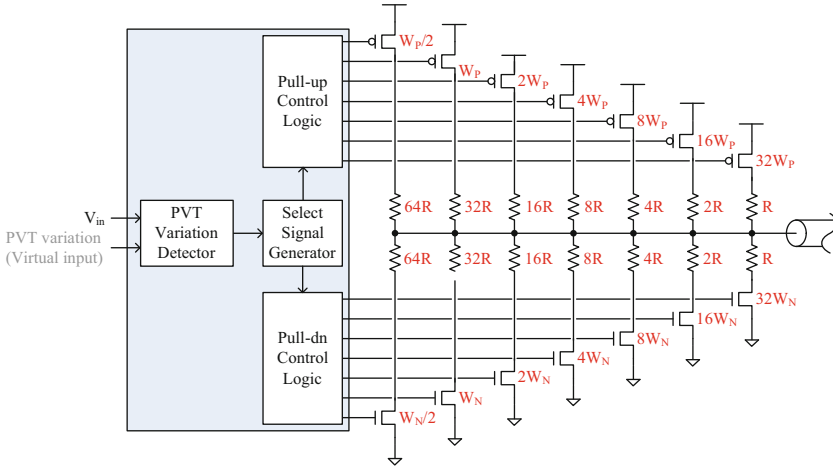 W_P/2
W_P
2W_P
4W_P
8W_P
16W_P
32W_P
Pull-up
Control
Logic
64R
32R
16R
8R
4R
2R
R
V_in
PVT variation
(Virtual input)
PVT
Variation
Detector
Select
Signal
Generator
64R
32R
16R
8R
4R
2R
R
Pull-dn
Control
Logic
32W_N
16W_N
8W_N
4W_N
2W_N
W_N
W_N/2